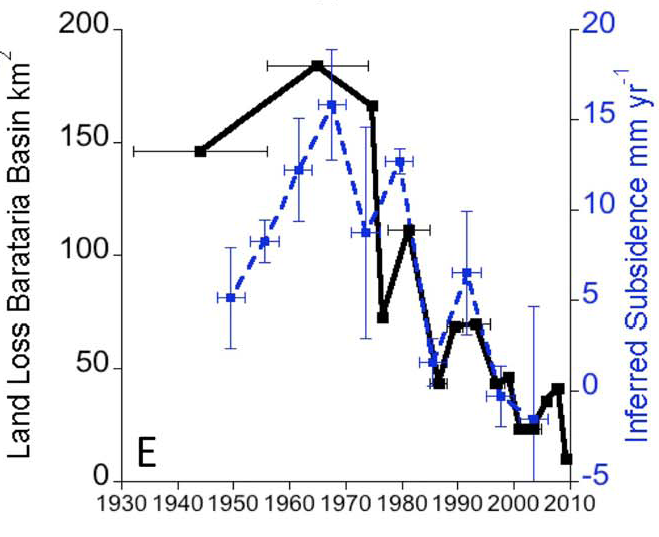 Land Loss Barataria Basin km²
200
150
100
50
0
E
1930 1940 1950 1960 1970 1980 1990 2000 2010
20
15
10
5
0
-5
Inferred Subsidence mm yr⁻¹